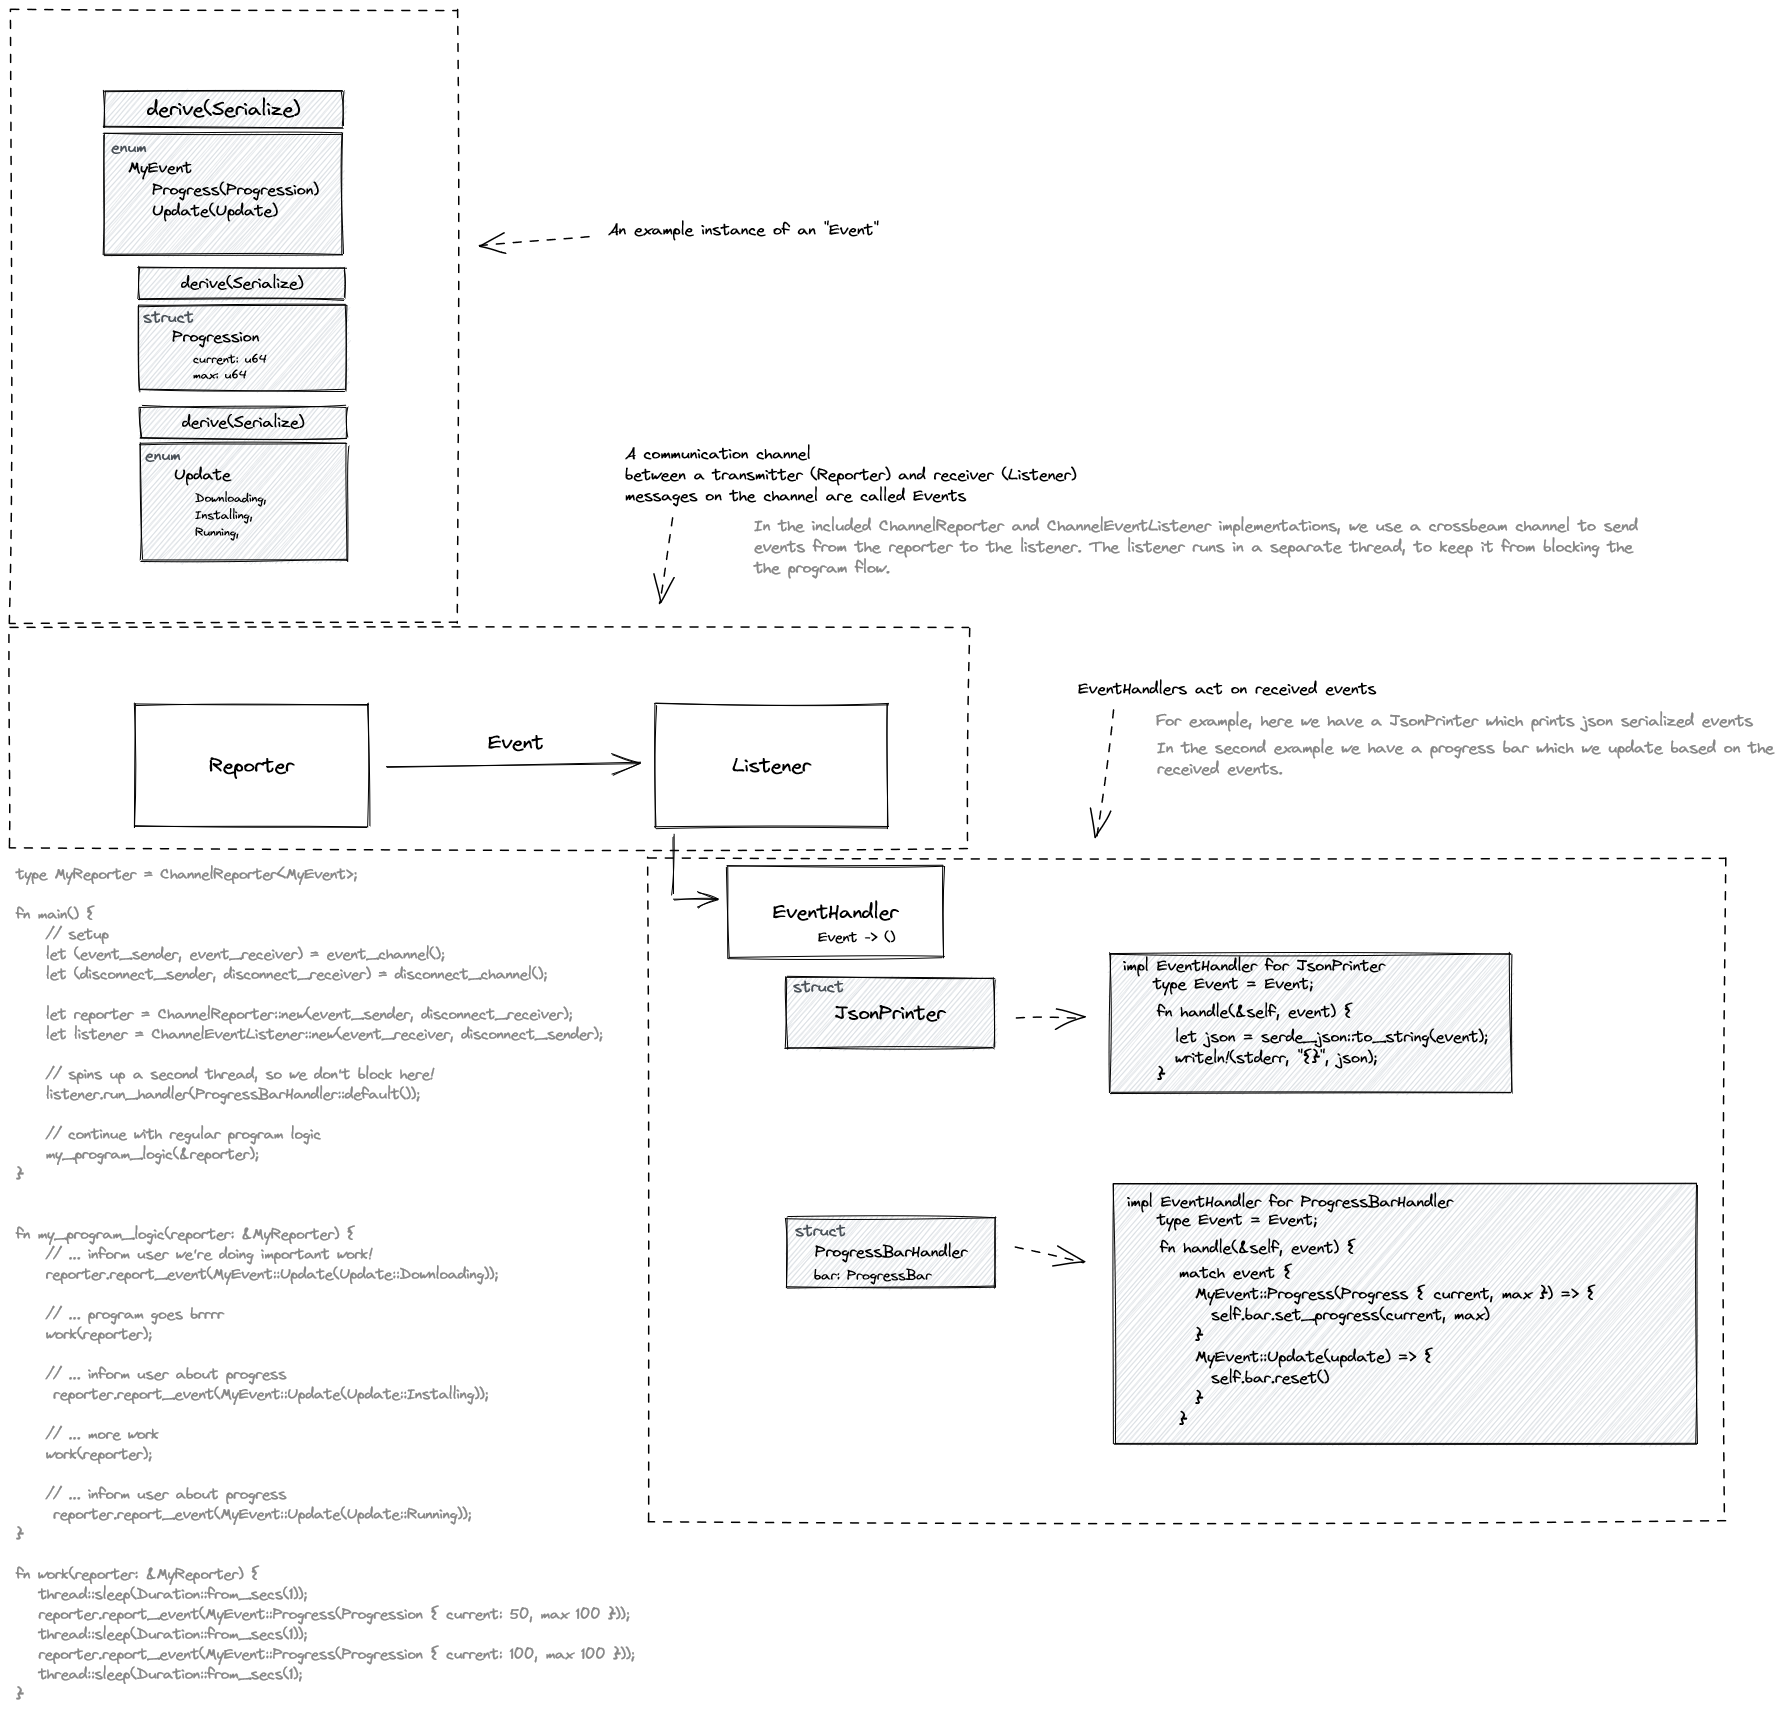 derive(Serialize)
enum
MyEvent
Progress(Progression)
Update(Update)
derive(Serialize)
struct
Progression
current: u64
max: u64
derive(Serialize)
enum
Update
Downloading,
Installing,
Running,
An example instance of an "Event"
A communication channel
between a transmitter (Reporter) and receiver (Listener)
messages on the channel are called Events
In the included ChannelReporter and ChannelEventListener implementations, we use a crossbeam channel to send
events from the reporter to the listener. The listener runs in a separate thread, to keep it from blocking the
the program flow.
Reporter
Event
Listener
EventHandlers act on received events
For example, here we have a JsonPrinter which prints json serialized events
In the second example we have a progress bar which we update based on the
received events.
type MyReporter = ChannelReporter<MyEvent>;
fn main() {
// setup
let (event_sender, event_receiver) = event_channel();
let (disconnect_sender, disconnect_receiver) = disconnect_channel();
let reporter = ChannelReporter::new(event_sender, disconnect_receiver);
let listener = ChannelEventListener::new(event_receiver, disconnect_sender);
// spins up a second thread, so we don't block here!
listener.run_handler(ProgressBarHandler::default());
// continue with regular program logic
my_program_logic(&reporter);
}
fn my_program_logic(reporter: &MyReporter) {
// ... inform user we're doing important work!
reporter.report_event(MyEvent::Update(Update::Downloading));
// ... program goes brrrr
work(reporter);
// ... inform user about progress
reporter.report_event(MyEvent::Update(Update::Installing));
// ... more work
work(reporter);
// ... inform user about progress
reporter.report_event(MyEvent::Update(Update::Running));
}
fn work(reporter: &MyReporter) {
thread::sleep(Duration::from_secs(1));
reporter.report_event(MyEvent::Progress(Progression { current: 50, max 100 }));
thread::sleep(Duration::from_secs(1));
reporter.report_event(MyEvent::Progress(Progression { current: 100, max 100 }));
thread::sleep(Duration::from_secs(1);
}
EventHandler
Event -> ()
struct
JsonPrinter
impl EventHandler for JsonPrinter
type Event = Event;
fn handle(&self, event) {
let json = serde_json::to_string(event);
writeln!(stderr, "{}", json);
}
struct
ProgressBarHandler
bar: ProgressBar
impl EventHandler for ProgressBarHandler
type Event = Event;
fn handle(&self, event) {
match event {
MyEvent::Progress(Progress { current, max }) => {
self.bar.set_progress(current, max)
}
MyEvent::Update(update) => {
self.bar.reset()
}
}